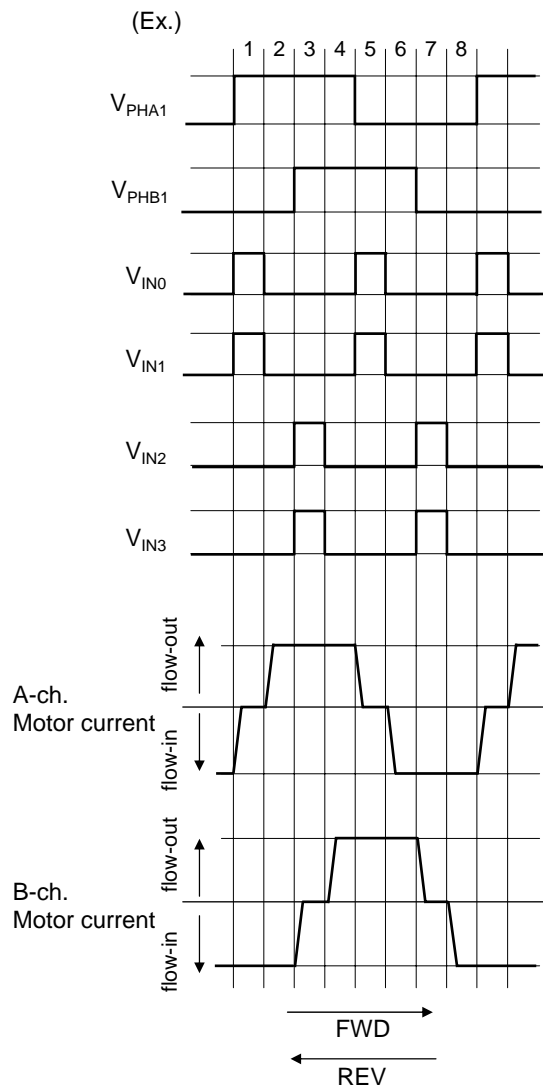 (Ex.)
1 2 3 4 5 6 7 8
VPHA1
VPHB1
VIN0
VIN1
VIN2
VIN3
flow-out
A-ch.
Motor current
flow-in
flow-out
B-ch.
Motor current
flow-in
FWD
REV